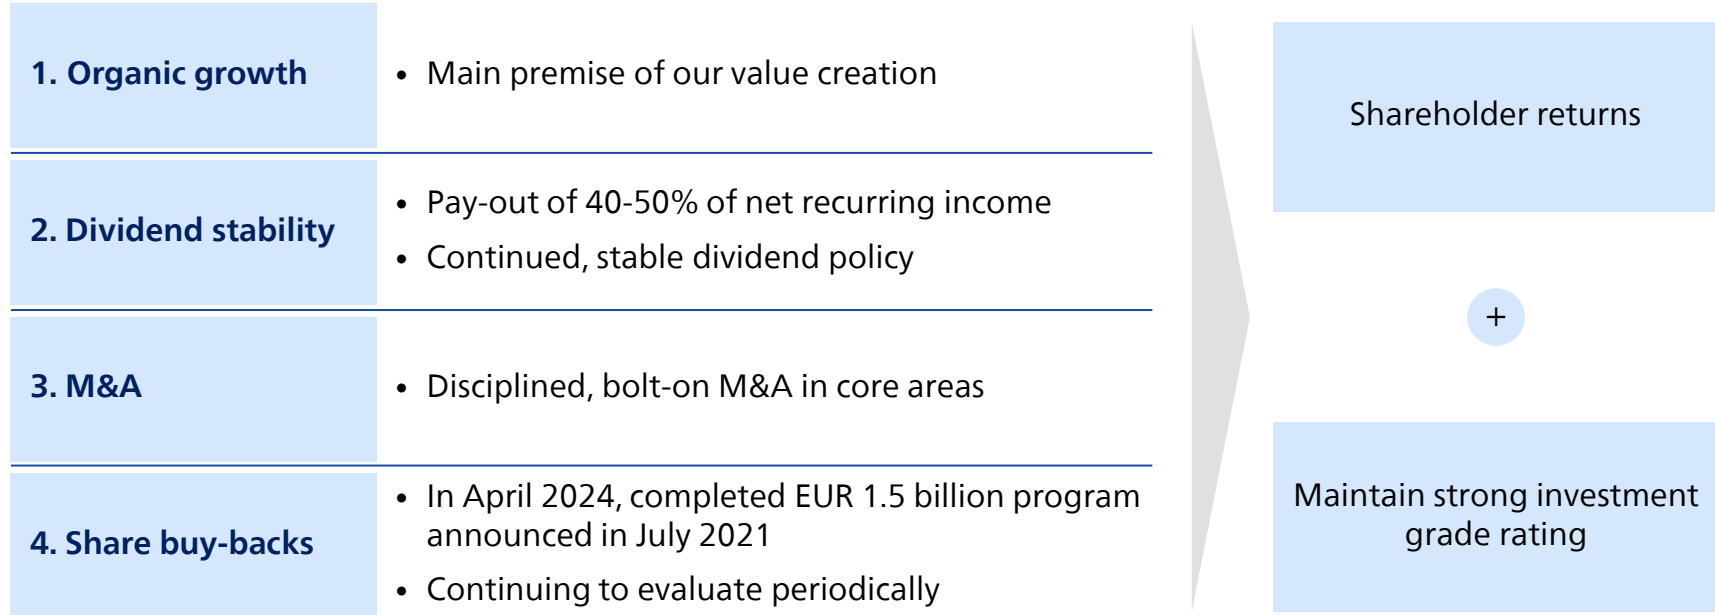 1. Organic growth
• Main premise of our value creation
2. Dividend stability
• Pay-out of 40-50% of net recurring income
• Continued, stable dividend policy
3. M&A
• Disciplined, bolt-on M&A in core areas
4. Share buy-backs
• In April 2024, completed EUR 1.5 billion program
announced in July 2021
• Continuing to evaluate periodically
Shareholder returns
+
Maintain strong investment
grade rating